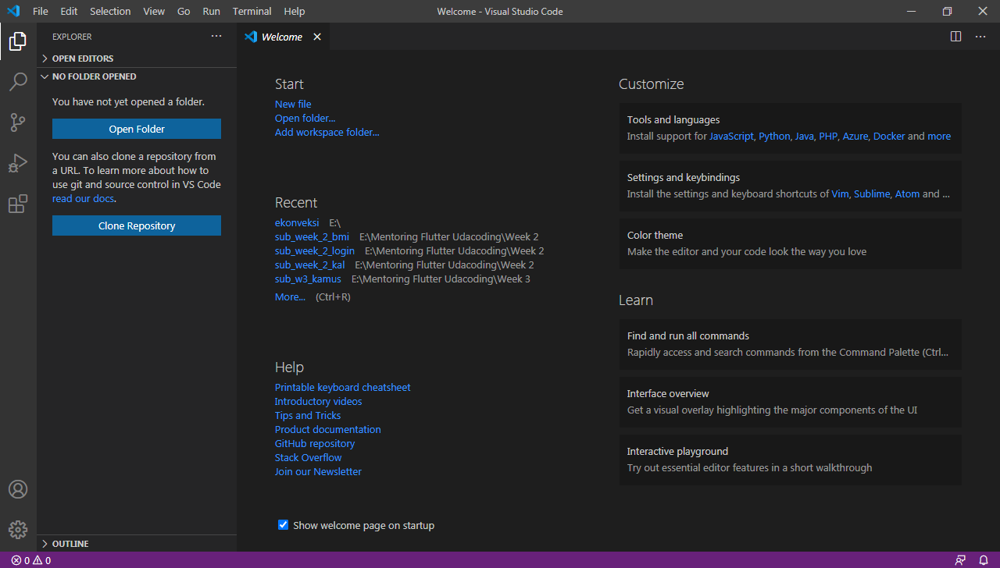 File Edit Selection View Go Run Terminal Help
Welcome - Visual Studio Code
EXPLORER
OPEN EDITORS
NO FOLDER OPENED
You have not yet opened a folder.
Open Folder
You can also clone a repository from
a URL. To learn more about how to
use git and source control in VS Code
read our docs.
Clone Repository
OUTLINE
Welcome
Start
New file
Open folder...
Add workspace folder...
Recent
ekonveksi E:\
sub_week_2_bmi E:\Mentoring Flutter Udacoding\Week 2
sub_week_2_login E:\Mentoring Flutter Udacoding\Week 2
sub_week_2_kal E:\Mentoring Flutter Udacoding\Week 2
sub_w3_kamus E:\Mentoring Flutter Udacoding\Week 3
More... (Ctrl+R)
Help
Printable keyboard cheatsheet
Introductory videos
Tips and Tricks
Product documentation
GitHub repository
Stack Overflow
Join our Newsletter
Show welcome page on startup
Customize
Tools and languages
Install support for JavaScript, Python, Java, PHP, Azure, Docker and more
Settings and keybindings
Install the settings and keyboard shortcuts of Vim, Sublime, Atom and ...
Color theme
Make the editor and your code look the way you love
Learn
Find and run all commands
Rapidly access and search commands from the Command Palette (Ctrl...
Interface overview
Get a visual overlay highlighting the major components of the UI
Interactive playground
Try out essential editor features in a short walkthrough
0 0